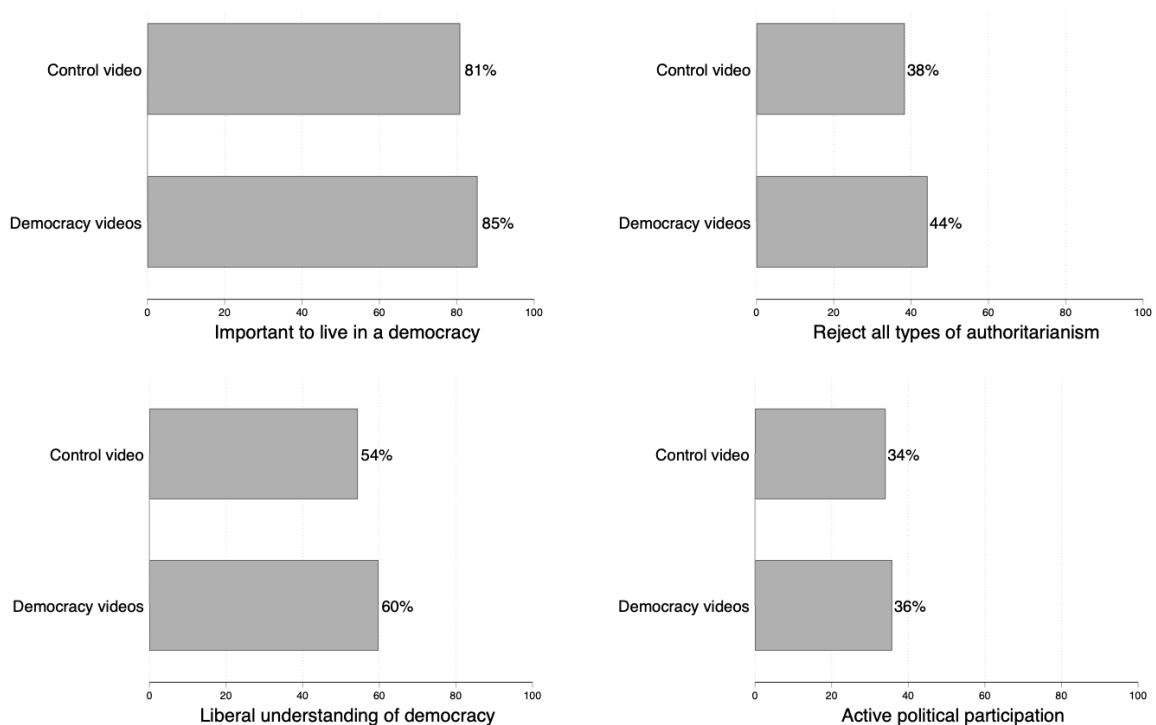 Control video
81%
Democracy videos
85%
0 20 40 60 80 100
Important to live in a democracy
Control video
38%
Democracy videos
44%
0 20 40 60 80 100
Reject all types of authoritarianism
Control video
54%
Democracy videos
60%
0 20 40 60 80 100
Liberal understanding of democracy
Control video
34%
Democracy videos
36%
0 20 40 60 80 100
Active political participation